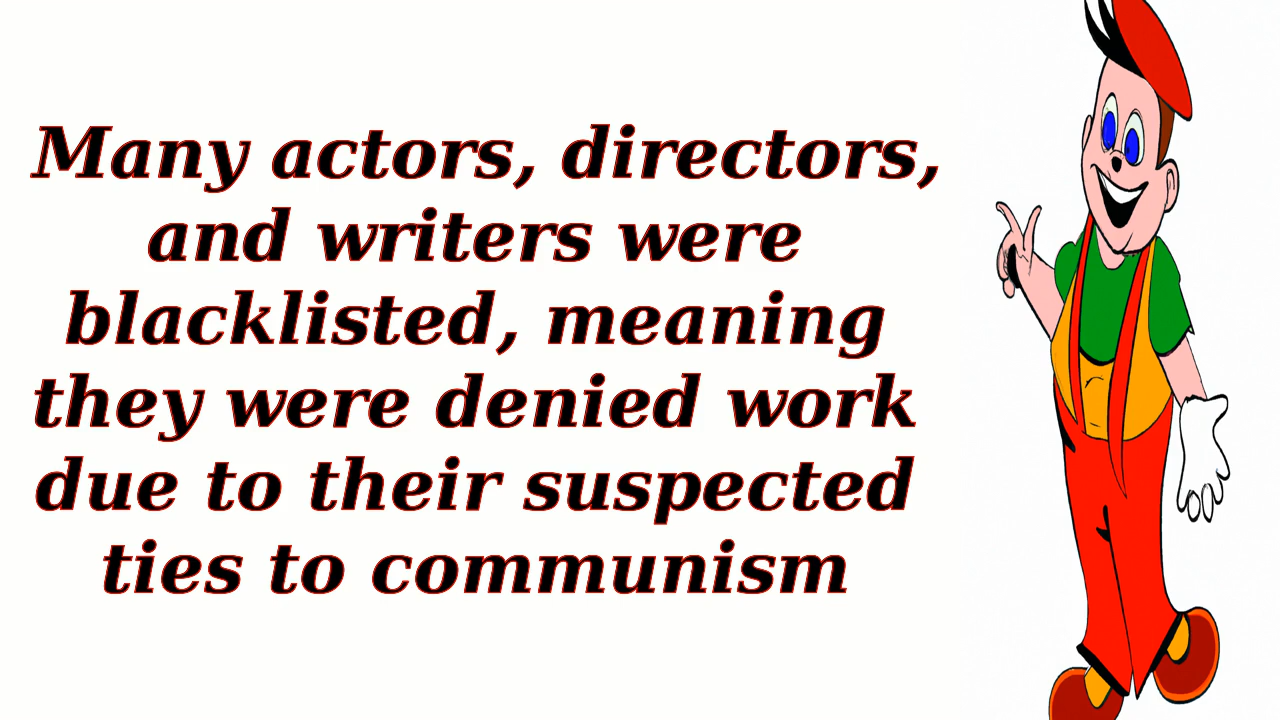 Many actors, directors,
and writers were
blacklisted, meaning
they were denied work
due to their suspected
ties to communism